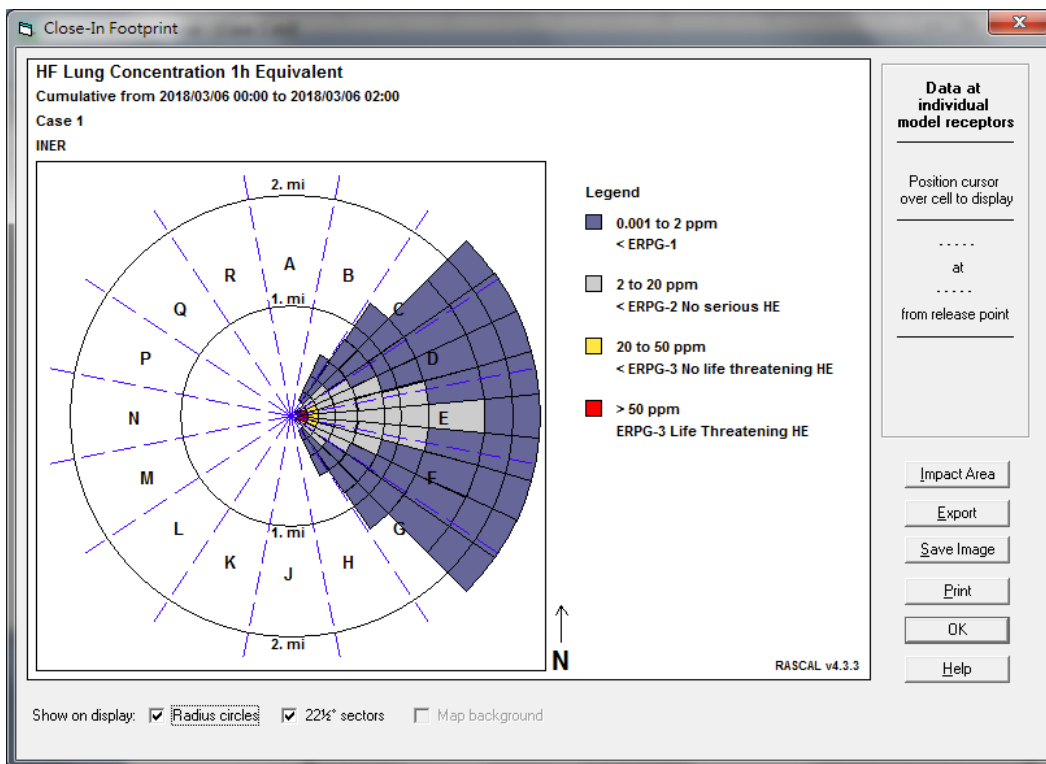 Close-In Footprint
HF Lung Concentration 1h Equivalent
Cumulative from 2018/03/06 00:00 to 2018/03/06 02:00
Case 1
INER
2. mi
A
B
C
D
E
F
G
H
J
K
L
M
N
P
Q
R
1. mi
1. mi
2. mi
N
Legend
0.001 to 2 ppm
< ERPG-1
2 to 20 ppm
< ERPG-2 No serious HE
20 to 50 ppm
< ERPG-3 No life threatening HE
> 50 ppm
ERPG-3 Life Threatening HE
RASCAL v4.3.3
Data at
individual
model receptors
Position cursor
over cell to display
- - - - -
at
- - - - -
from release point
Impact Area
Export
Save Image
Print
OK
Help
Show on display:
Radius circles
22½° sectors
Map background